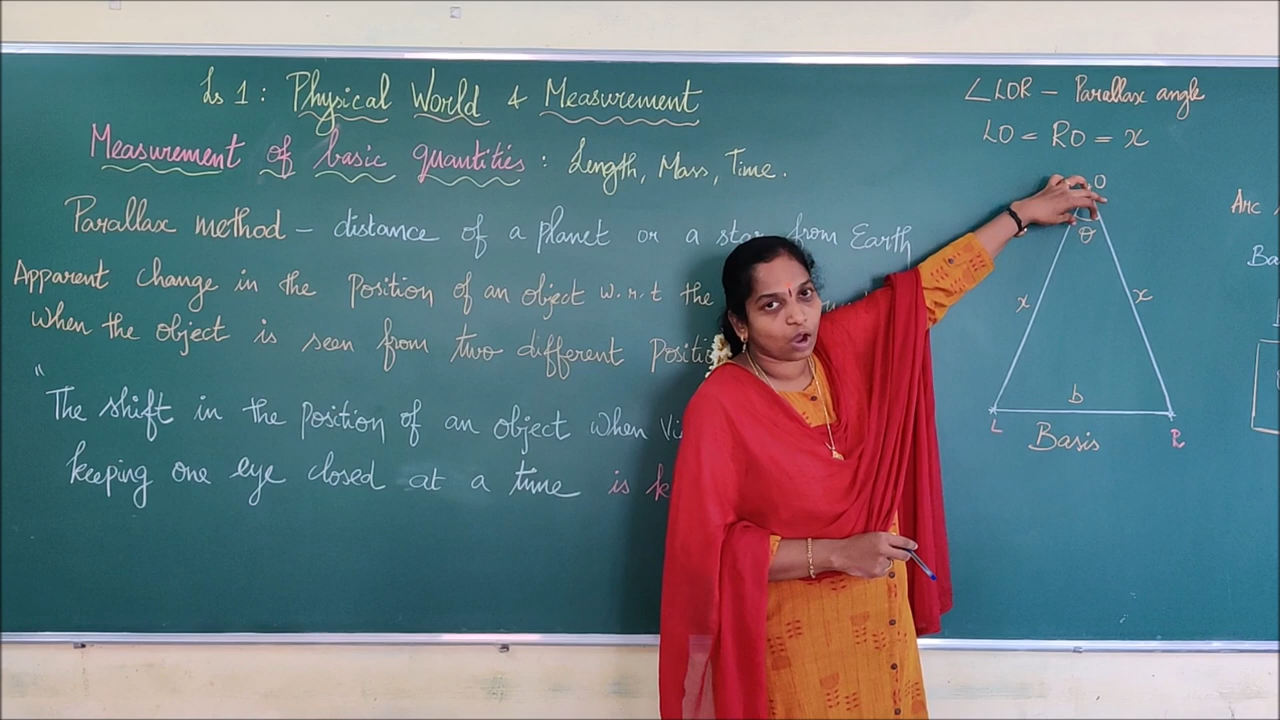 Ls 1 : Physical World & Measurement
Measurement of basic quantities : Length, Mass, Time.
Parallax method – distance of a planet or a star from Earth
Apparent change in the position of an object w.r.t the
when the object is seen from two different
"The shift in the position of an object when
keeping one eye closed at a time is
∠LOR – Parallax angle
LO = RO = x
O
θ
x x
b
L R
Basis
Arc